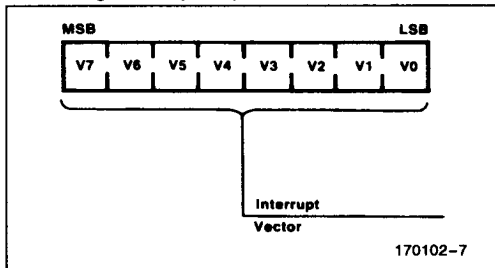 MSB LSB
V7 V6 V5 V4 V3 V2 V1 V0
Interrupt
Vector
170102-7